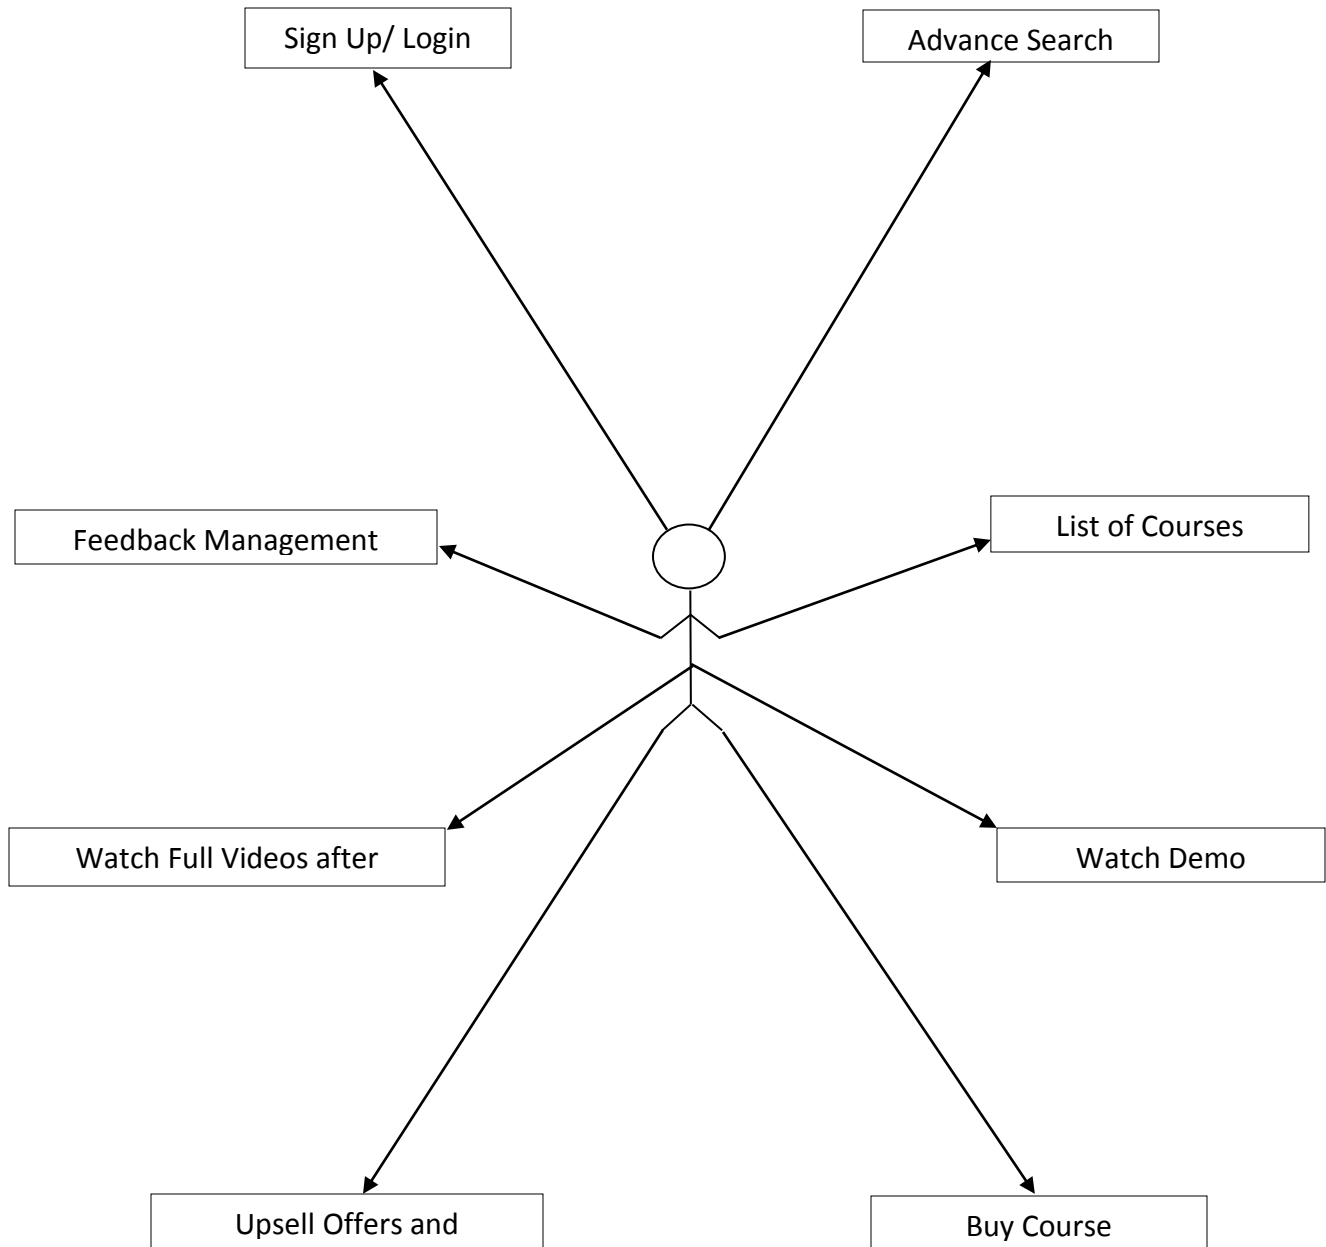 Sign Up/ Login
Advance Search
Feedback Management
List of Courses
Watch Full Videos after
Watch Demo
Upsell Offers and
Buy Course